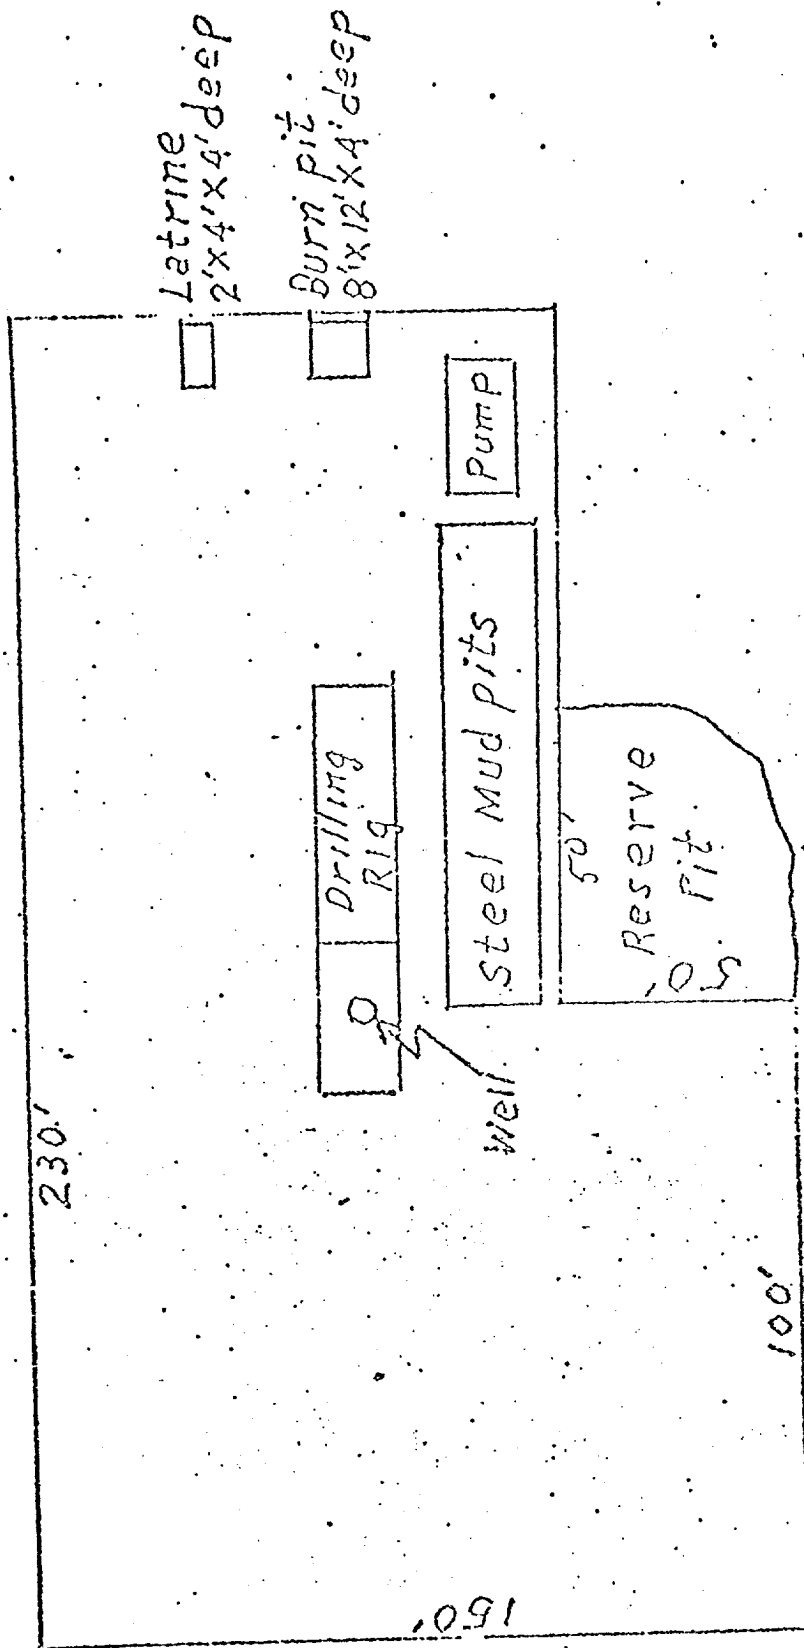 230.'
Latrine
2'x4'x4' deep
Burn pit
8'x12'x4' deep
Drilling
Rig
Well
Steel Mud pits
Pump
50'
Reserve
Pit
50'
100'
150'